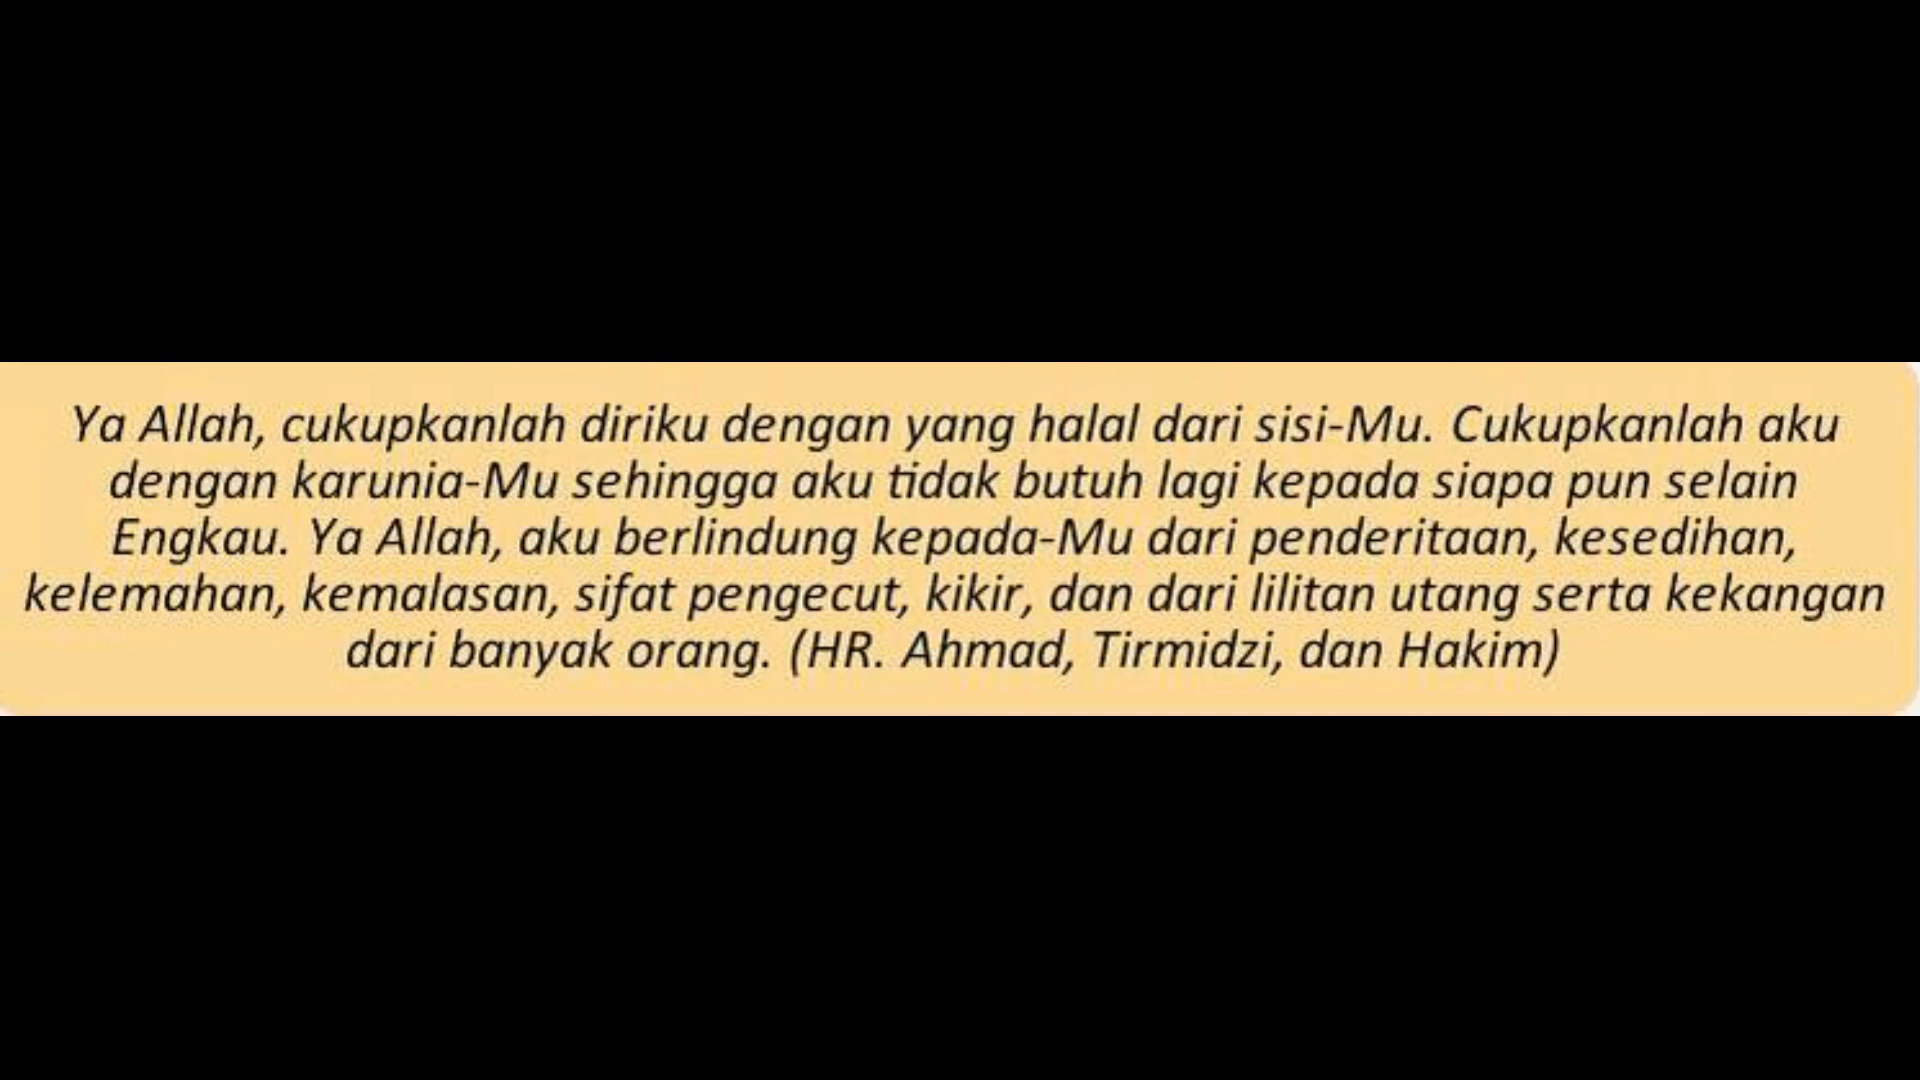 Ya Allah, cukupkanlah diriku dengan yang halal dari sisi-Mu. Cukupkanlah aku
dengan karunia-Mu sehingga aku tidak butuh lagi kepada siapa pun selain
Engkau. Ya Allah, aku berlindung kepada-Mu dari penderitaan, kesedihan,
kelemahan, kemalasan, sifat pengecut, kikir, dan dari lilitan utang serta kekangan
dari banyak orang. (HR. Ahmad, Tirmidzi, dan Hakim)